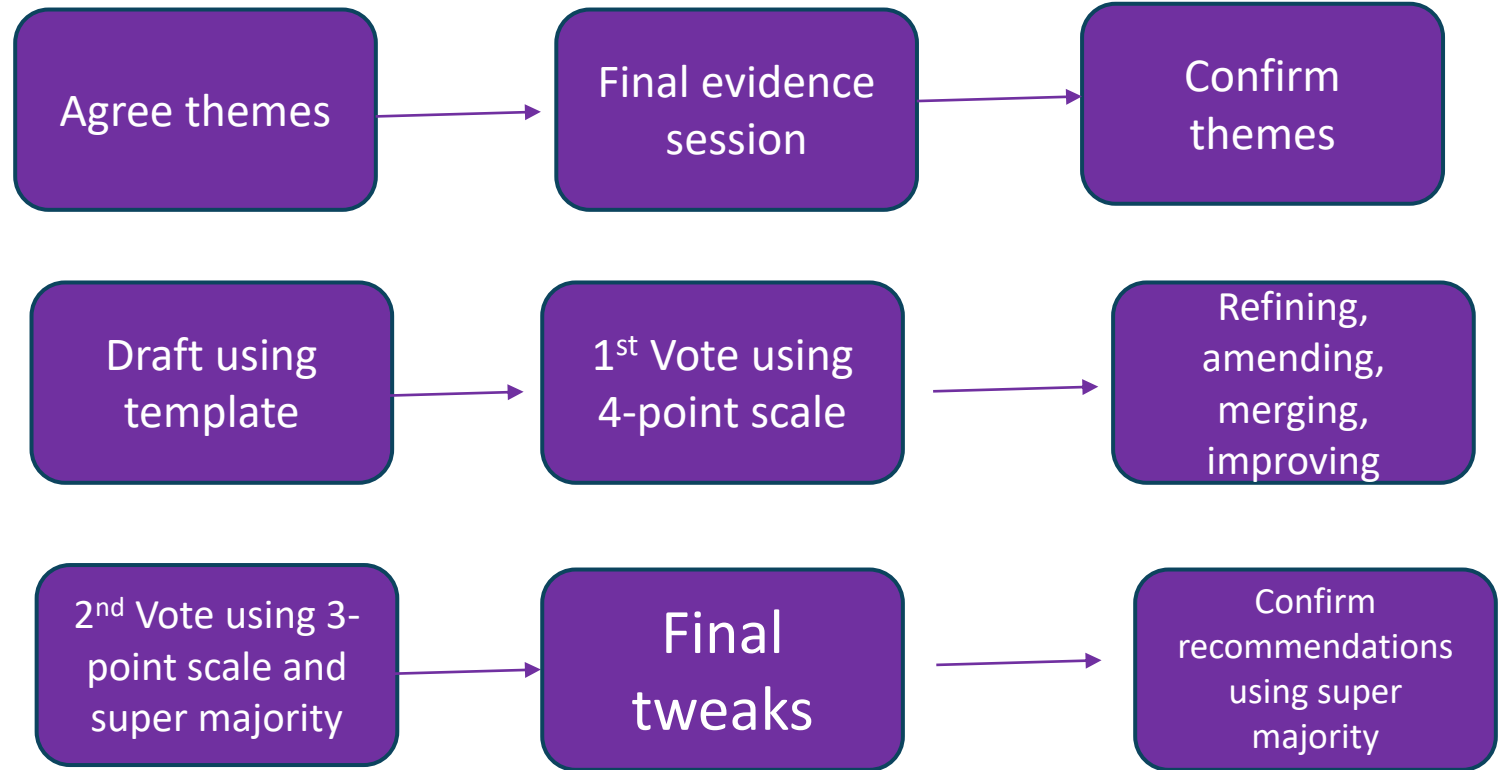 Agree themes
Final evidence
session
Confirm
themes
Draft using
template
1st Vote using
4-point scale
Refining,
amending,
merging,
improving
2nd Vote using 3-
point scale and
super majority
Final
tweaks
Confirm
recommendations
using super
majority